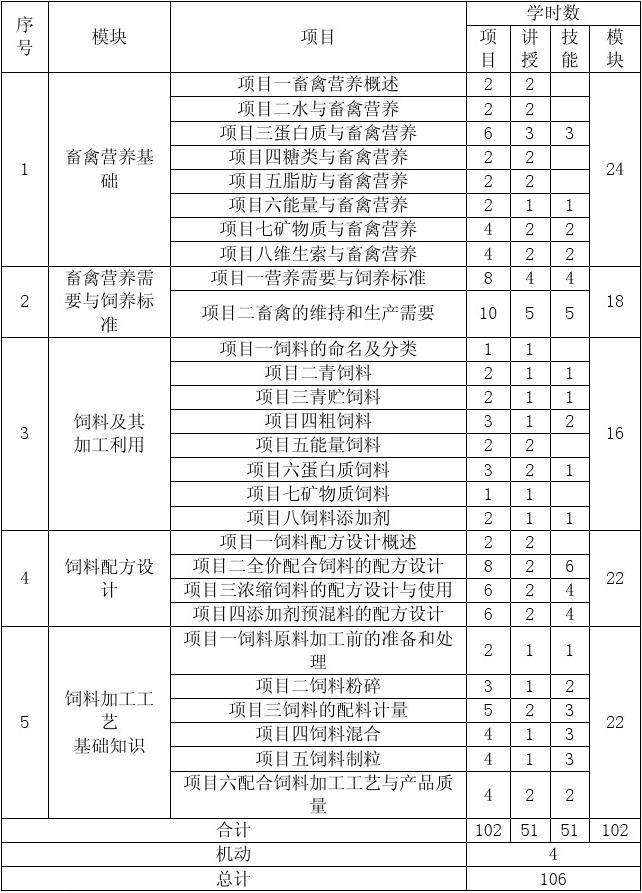 序号 模块 项目 学时数
项目 讲授 技能 模块
1 畜禽营养基础 项目一畜禽营养概述 2 2 24
项目二水与畜禽营养 2 2
项目三蛋白质与畜禽营养 6 3 3
项目四糖类与畜禽营养 2 2
项目五脂肪与畜禽营养 2 2
项目六能量与畜禽营养 2 1 1
项目七矿物质与畜禽营养 4 2 2
项目八维生索与畜禽营养 4 2 2
2 畜禽营养需要与饲养标准 项目一营养需要与饲养标准 8 4 4 18
项目二畜禽的维持和生产需要 10 5 5
3 饲料及其加工利用 项目一饲料的命名及分类 1 1 16
项目二青饲料 2 1 1
项目三青贮饲料 2 1 1
项目四粗饲料 3 1 2
项目五能量饲料 2 2
项目六蛋白质饲料 3 2 1
项目七矿物质饲料 1 1
项目八饲料添加剂 2 1 1
4 饲料配方设计 项目一饲料配方设计概述 2 2 22
项目二全价配合饲料的配方设计 8 2 6
项目三浓缩饲料的配方设计与使用 6 2 4
项目四添加剂预混料的配方设计 6 2 4
5 饲料加工工艺基础知识 项目一饲料原料加工前的准备和处理 2 1 1 22
项目二饲料粉碎 3 1 2
项目三饲料的配料计量 5 2 3
项目四饲料混合 4 1 3
项目五饲料制粒 4 1 3
项目六配合饲料加工工艺与产品质量 4 2 2
合计 102 51 51 102
机动 4
总计 106